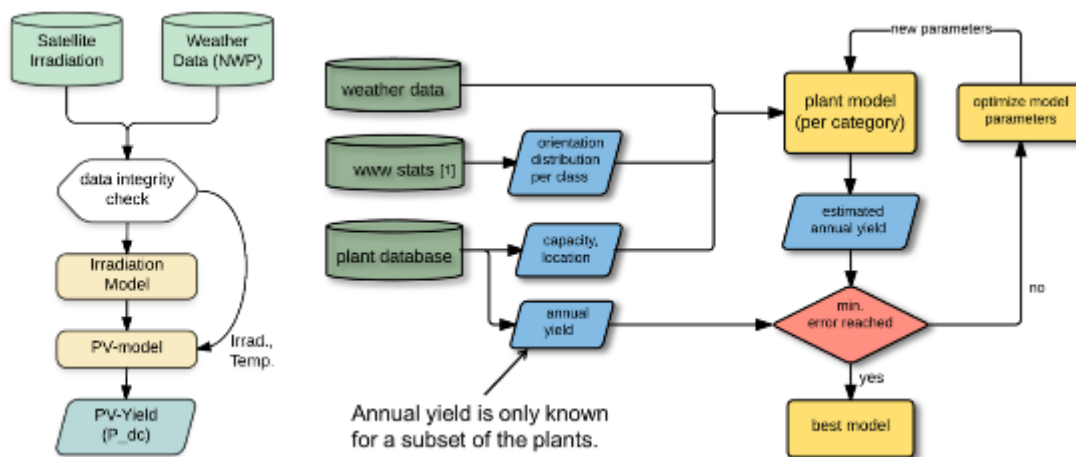 Satellite
Irradiation
Weather
Data (NWP)
data integrity
check
Irradiation
Model
PV-model
Irrad.,
Temp.
PV-Yield
(P_dc)
weather data
www stats [1]
plant database
orientation
distribution
per class
capacity,
location
annual
yield
Annual yield is only known
for a subset of the plants.
new parameters
plant model
(per category)
optimize model
parameters
estimated
annual yield
min.
error reached
no
yes
best model